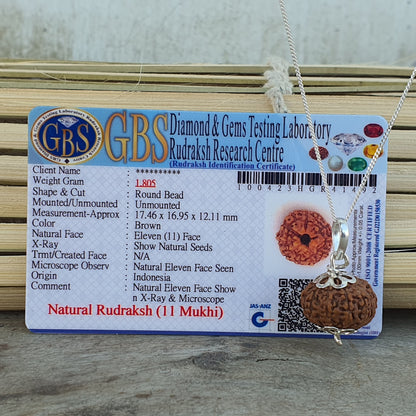 GBS
GBS Diamond & Gems Testing Laboratory
Rudraksh Research Centre
(Rudraksh Identification Certificate)
Client Name : **********
Weight Gram : 1.805
Shape & Cut : Round Bead
Mounted/Unmounted : Unmounted
Measurement-Approx : 17.46 x 16.95 x 12.11 mm
Color : Brown
Natural Face : Eleven (11) Face
X-Ray : Show Natural Seeds
Trmt/Created Face : N/A
Microscope Observ : Natural Eleven Face Seen
Origin : Indonesia
Comment : Natural Eleven Face Show
n X-Ray & Microscope
Natural Rudraksh (11 Mukhi)
JAS-ANZ
ISO 9001-2008 CERTIFIED